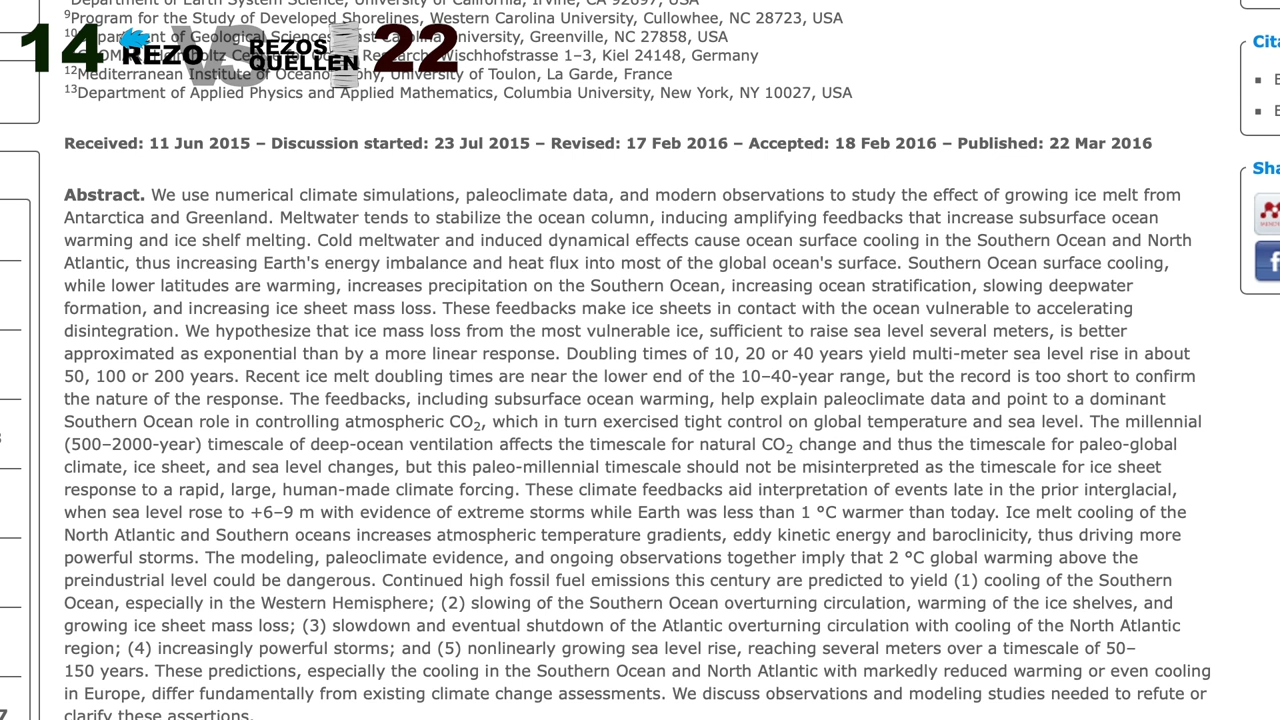 Department of Earth System Science, University of California, Irvine, CA 92697, USA
9Program for the Study of Developed Shorelines, Western Carolina University, Cullowhee, NC 28723, USA
10Department of Geological Sciences, East Carolina University, Greenville, NC 27858, USA
14 REZO VS REZOS QUELLEN 22
Wischhofstrasse 1–3, Kiel 24148, Germany
12Mediterranean Institute of Oceanography, University of Toulon, La Garde, France
13Department of Applied Physics and Applied Mathematics, Columbia University, New York, NY 10027, USA
Received: 11 Jun 2015 – Discussion started: 23 Jul 2015 – Revised: 17 Feb 2016 – Accepted: 18 Feb 2016 – Published: 22 Mar 2016
Abstract. We use numerical climate simulations, paleoclimate data, and modern observations to study the effect of growing ice melt from
Antarctica and Greenland. Meltwater tends to stabilize the ocean column, inducing amplifying feedbacks that increase subsurface ocean
warming and ice shelf melting. Cold meltwater and induced dynamical effects cause ocean surface cooling in the Southern Ocean and North
Atlantic, thus increasing Earth's energy imbalance and heat flux into most of the global ocean's surface. Southern Ocean surface cooling,
while lower latitudes are warming, increases precipitation on the Southern Ocean, increasing ocean stratification, slowing deepwater
formation, and increasing ice sheet mass loss. These feedbacks make ice sheets in contact with the ocean vulnerable to accelerating
disintegration. We hypothesize that ice mass loss from the most vulnerable ice, sufficient to raise sea level several meters, is better
approximated as exponential than by a more linear response. Doubling times of 10, 20 or 40 years yield multi-meter sea level rise in about
50, 100 or 200 years. Recent ice melt doubling times are near the lower end of the 10–40-year range, but the record is too short to confirm
the nature of the response. The feedbacks, including subsurface ocean warming, help explain paleoclimate data and point to a dominant
Southern Ocean role in controlling atmospheric CO2, which in turn exercised tight control on global temperature and sea level. The millennial
(500–2000-year) timescale of deep-ocean ventilation affects the timescale for natural CO2 change and thus the timescale for paleo-global
climate, ice sheet, and sea level changes, but this paleo-millennial timescale should not be misinterpreted as the timescale for ice sheet
response to a rapid, large, human-made climate forcing. These climate feedbacks aid interpretation of events late in the prior interglacial,
when sea level rose to +6–9 m with evidence of extreme storms while Earth was less than 1 °C warmer than today. Ice melt cooling of the
North Atlantic and Southern oceans increases atmospheric temperature gradients, eddy kinetic energy and baroclinicity, thus driving more
powerful storms. The modeling, paleoclimate evidence, and ongoing observations together imply that 2 °C global warming above the
preindustrial level could be dangerous. Continued high fossil fuel emissions this century are predicted to yield (1) cooling of the Southern
Ocean, especially in the Western Hemisphere; (2) slowing of the Southern Ocean overturning circulation, warming of the ice shelves, and
growing ice sheet mass loss; (3) slowdown and eventual shutdown of the Atlantic overturning circulation with cooling of the North Atlantic
region; (4) increasingly powerful storms; and (5) nonlinearly growing sea level rise, reaching several meters over a timescale of 50–
150 years. These predictions, especially the cooling in the Southern Ocean and North Atlantic with markedly reduced warming or even cooling
in Europe, differ fundamentally from existing climate change assessments. We discuss observations and modeling studies needed to refute or
clarify these assertions.
Cita
Sha